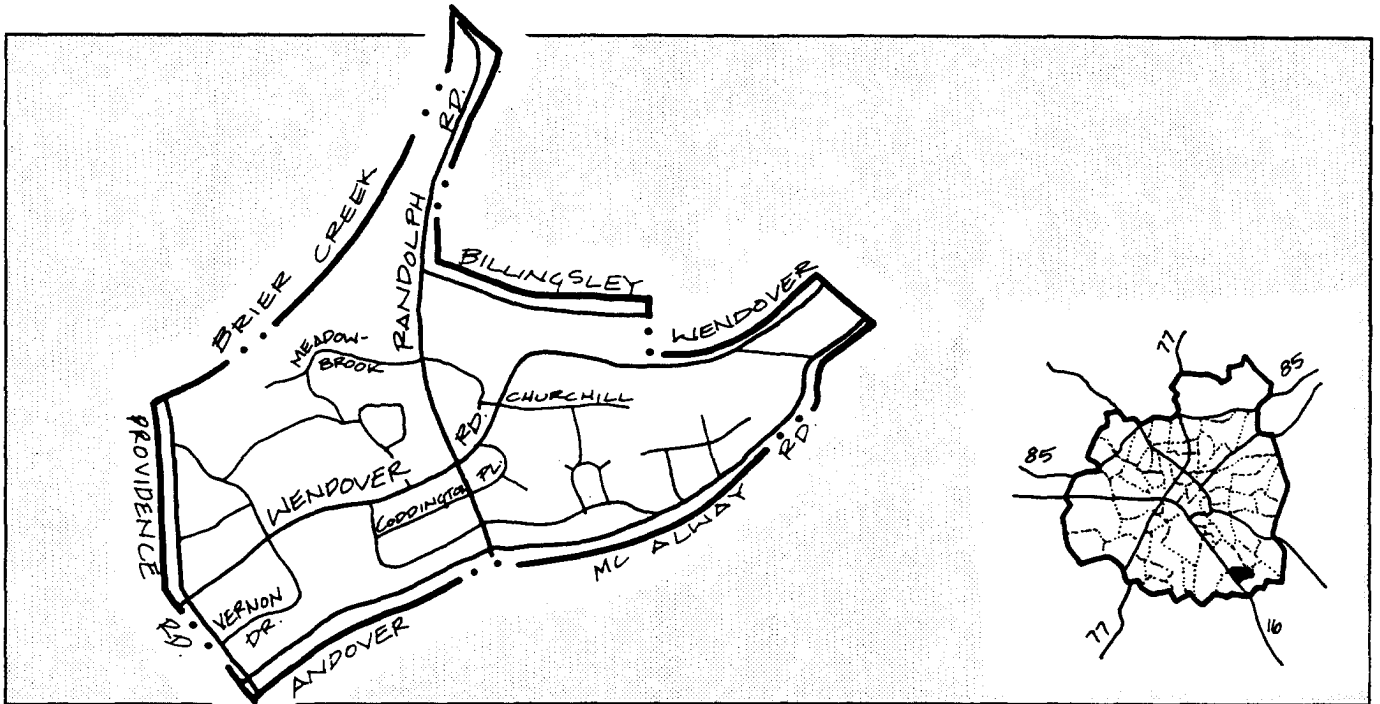 BRIER CREEK
RANDOLPH RD.
BILLINGSLEY
WENDOVER
MEADOW-
BROOK
CHURCHILL
PROVIDENCE RD.
WENDOVER RD.
CODDINGTON PL
VERNON
DR.
ANDOVER
MC ALWAY RD.
77
85
85
77
16